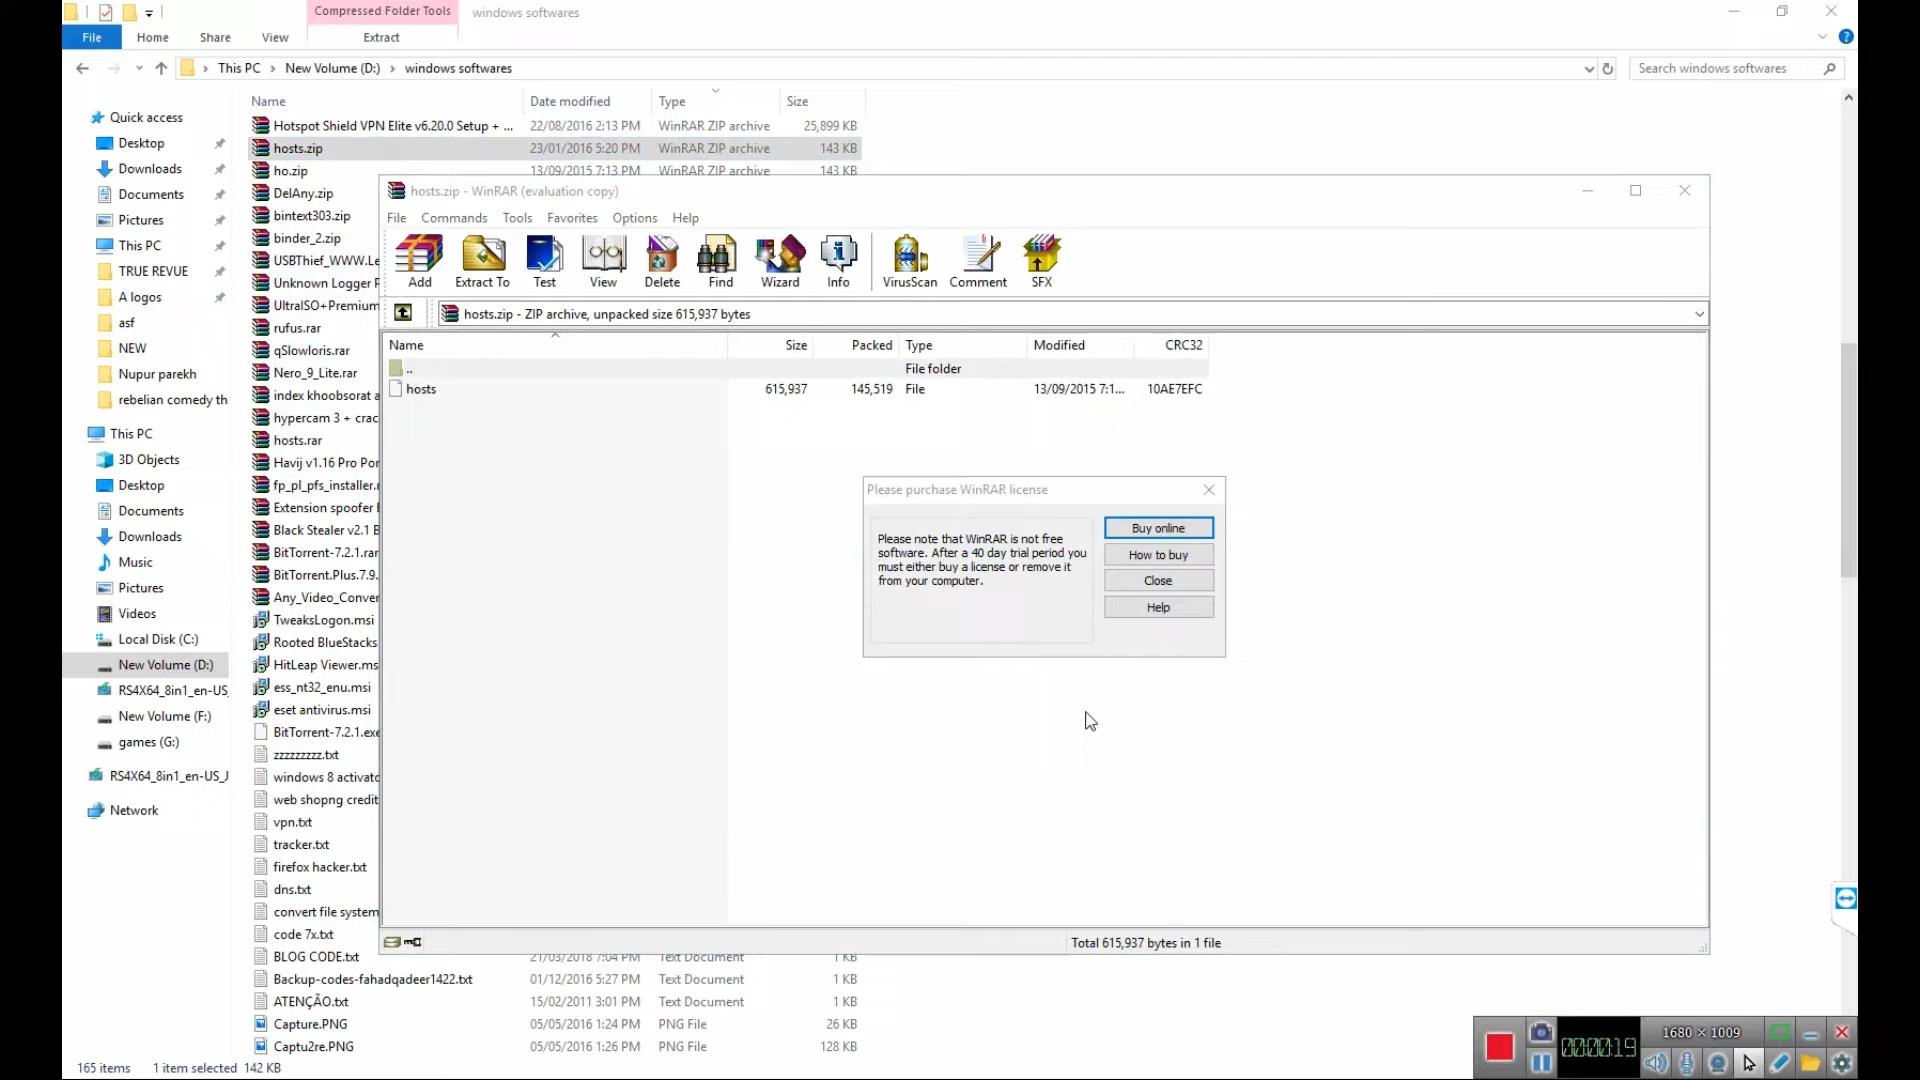 Compressed Folder Tools
windows softwares
File
Home
Share
View
Extract
This PC
New Volume (D:)
windows softwares
Search windows softwares
Quick access
Desktop
Downloads
Documents
Pictures
This PC
TRUE REVUE
A logos
asf
NEW
Nupur parekh
rebelian comedy th
This PC
3D Objects
Desktop
Documents
Downloads
Music
Pictures
Videos
Local Disk (C:)
New Volume (D:)
RS4X64_8in1_en-US_
New Volume (F:)
games (G:)
RS4X64_8in1_en-US_J
Network
Name Date modified Type Size
Hotspot Shield VPN Elite v6.20.0 Setup + ... 22/08/2016 2:13 PM WinRAR ZIP archive 25,899 KB
hosts.zip 23/01/2016 5:20 PM WinRAR ZIP archive 143 KB
ho.zip 13/09/2015 7:13 PM WinRAR ZIP archive 143 KB
DelAny.zip
bintext303.zip
binder_2.zip
USBThief_WWW.Le
Unknown Logger P
UltraISO+Premium
rufus.rar
qSlowloris.rar
Nero_9_Lite.rar
index khoobsorat a
hypercam 3 + crac
hosts.rar
Havij v1.16 Pro Por
fp_pl_pfs_installer.r
Extension spoofer
Black Stealer v2.1 B
BitTorrent-7.2.1.rar
BitTorrent.Plus.7.9.
Any_Video_Conver
TweaksLogon.msi
Rooted BlueStacks
HitLeap Viewer.ms
ess_nt32_enu.msi
eset antivirus.msi
BitTorrent-7.2.1.exe
zzzzzzzzz.txt
windows 8 activato
web shopng credit
vpn.txt
tracker.txt
firefox hacker.txt
dns.txt
convert file system
code 7x.txt
BLOG CODE.txt 21/03/2018 7:04 PM Text Document 1 KB
Backup-codes-fahadqadeer1422.txt 01/12/2016 5:27 PM Text Document 1 KB
ATENÇÃO.txt 15/02/2011 3:01 PM Text Document 1 KB
Capture.PNG 05/05/2016 1:24 PM PNG File 26 KB
Captu2re.PNG 05/05/2016 1:26 PM PNG File 128 KB
165 items 1 item selected 142 KB
hosts.zip - WinRAR (evaluation copy)
File Commands Tools Favorites Options Help
Add Extract To Test View Delete Find Wizard Info VirusScan Comment SFX
hosts.zip - ZIP archive, unpacked size 615,937 bytes
Name Size Packed Type Modified CRC32
.. File folder
hosts 615,937 145,519 File 13/09/2015 7:1... 10AE7EFC
Please purchase WinRAR license
Please note that WinRAR is not free
software. After a 40 day trial period you
must either buy a license or remove it
from your computer.
Buy online
How to buy
Close
Help
Total 615,937 bytes in 1 file
00:00:19
1680 × 1009